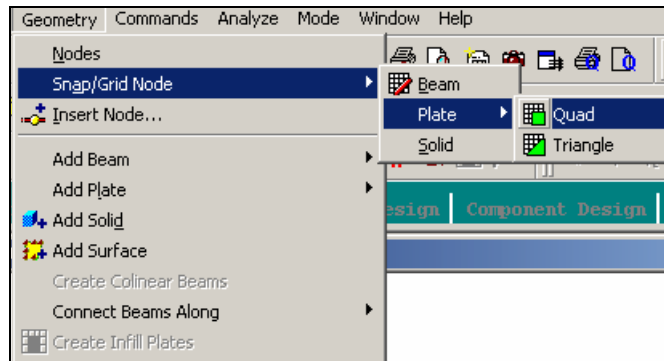 Geometry Commands Analyze Mode Window Help
Nodes
Snap/Grid Node
Beam
Insert Node...
Plate
Quad
Solid
Triangle
Add Beam
Add Plate
Add Solid
esign Component Design
Add Surface
Create Colinear Beams
Connect Beams Along
Create Infill Plates